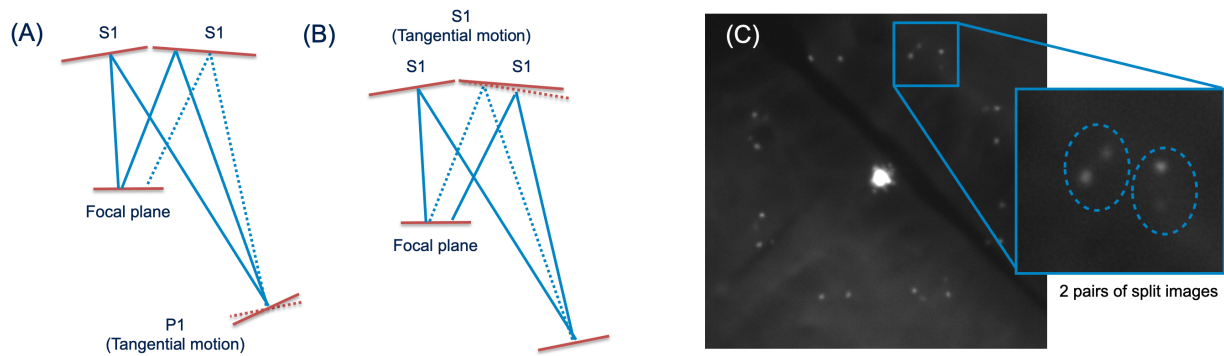 (A)
S1
S1
Focal plane
P1
(Tangential motion)
(B)
S1
(Tangential motion)
S1
S1
Focal plane
(C)
2 pairs of split images